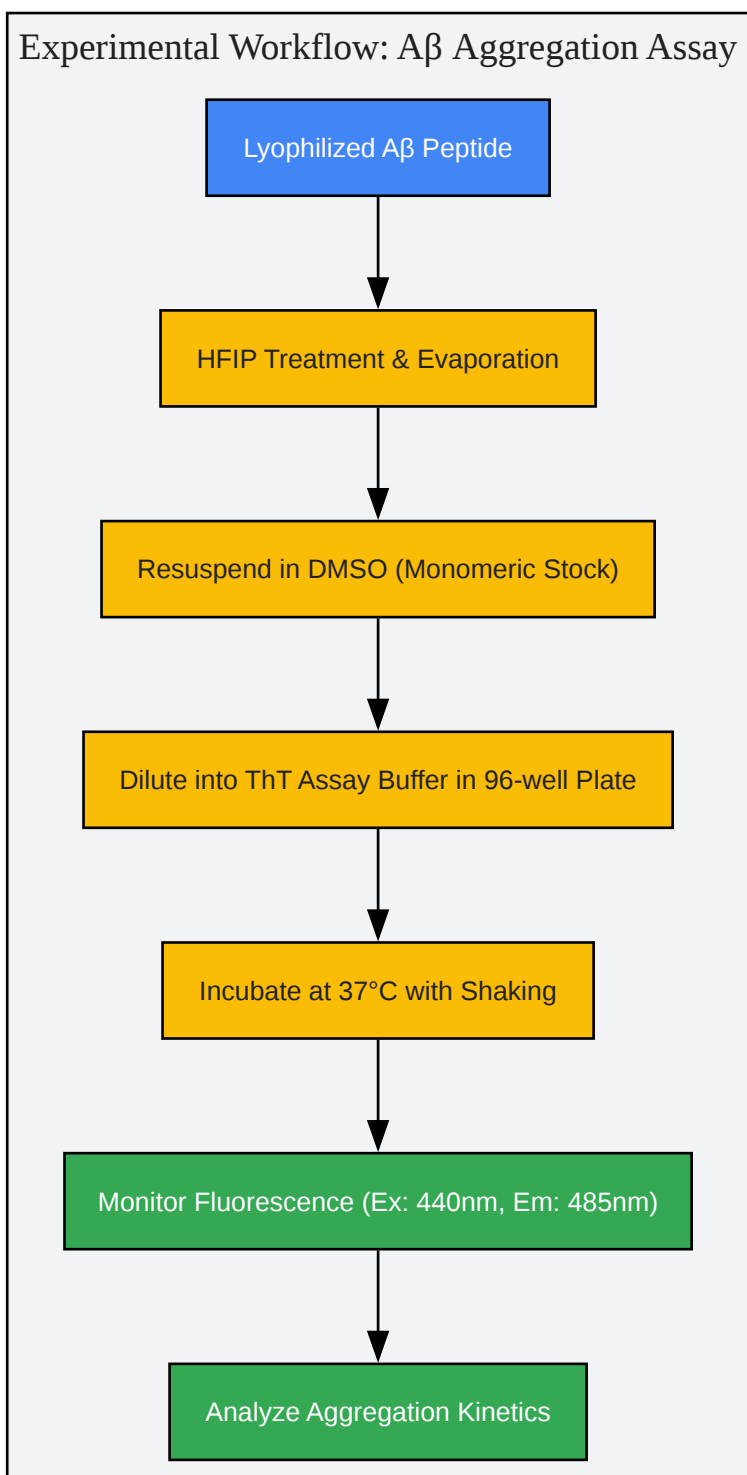 Experimental Workflow: Aβ Aggregation Assay
Lyophilized Aβ Peptide
HFIP Treatment & Evaporation
Resuspend in DMSO (Monomeric Stock)
Dilute into ThT Assay Buffer in 96-well Plate
Incubate at 37°C with Shaking
Monitor Fluorescence (Ex: 440nm, Em: 485nm)
Analyze Aggregation Kinetics